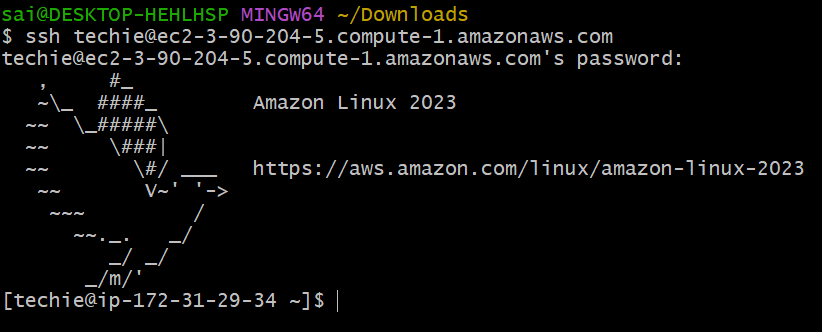 sai@DESKTOP-HEHLHSP MINGW64 ~/Downloads
$ ssh techie@ec2-3-90-204-5.compute-1.amazonaws.com
techie@ec2-3-90-204-5.compute-1.amazonaws.com's password:
   ,     #_
   ~\_  ####_        Amazon Linux 2023
  ~~  \_#####\
  ~~     \###|
  ~~       \#/ ___   https://aws.amazon.com/linux/amazon-linux-2023
   ~~       V~' '->
    ~~~         /
      ~~._.   _/
         _/ _/
       _/m/'
[techie@ip-172-31-29-34 ~]$